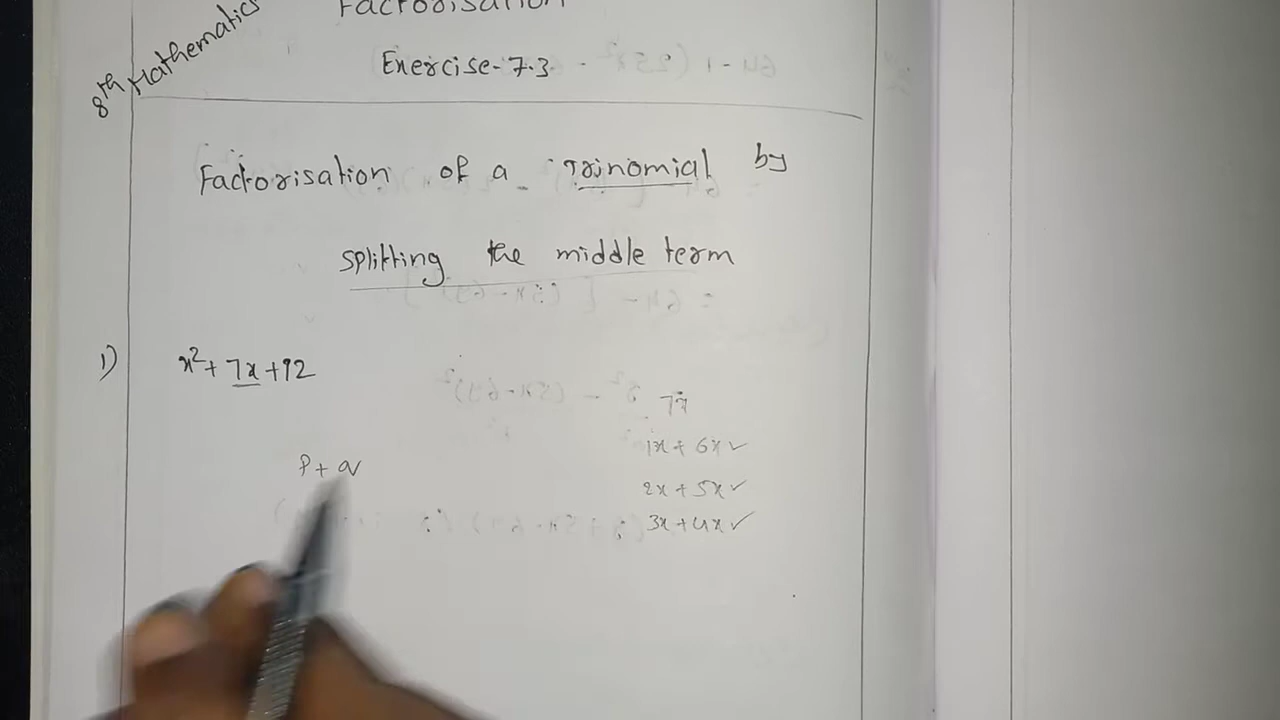 8th Mathematics
Factorisation
Exercise-7.3
Factorisation of a Trinomial by
splitting the middle term
1) x² + 7x + 12
7x
1x + 6x ✓
P + q
2x + 5x ✓
3x + 4x ✓